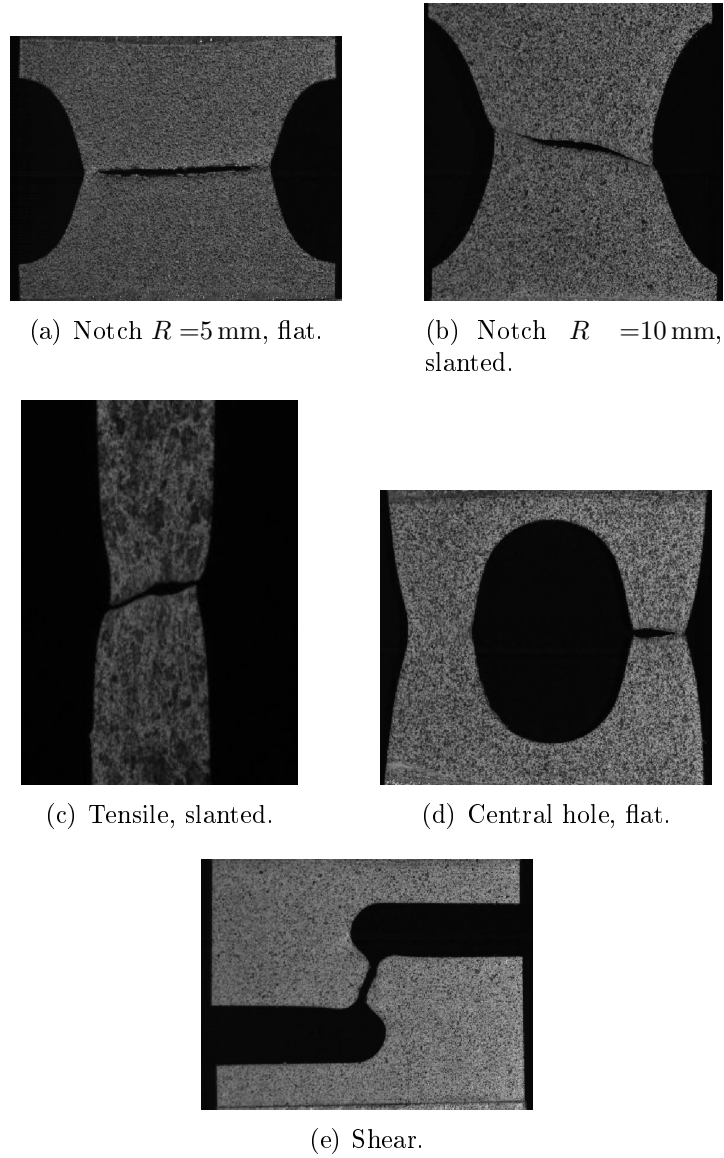 (a) Notch R =5 mm, flat.
(b) Notch R =10 mm,
slanted.
(c) Tensile, slanted.
(d) Central hole, flat.
(e) Shear.